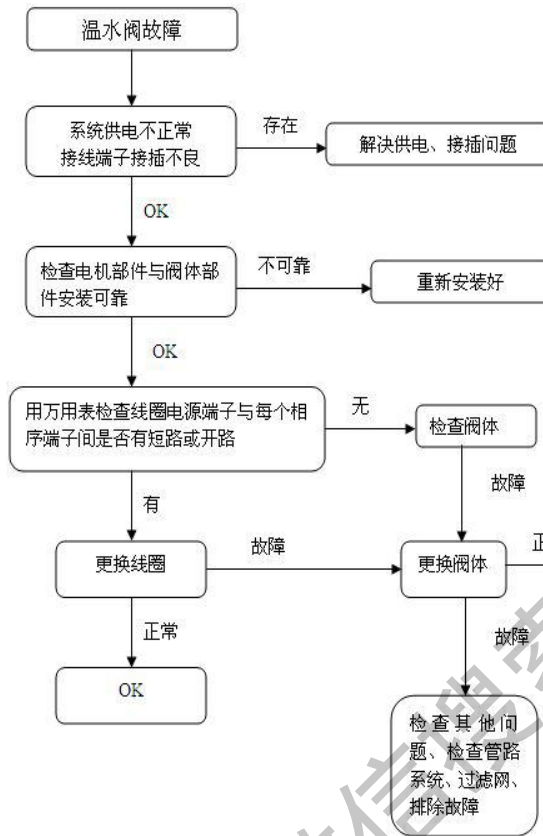 温水阀故障
系统供电不正常
接线端子接插不良
存在
解决供电、接插问题
OK
检查电机部件与阀体部
件安装可靠
不可靠
重新安装好
OK
用万用表检查线圈电源端子与每个相
序端子间是否有短路或开路
无
检查阀体
有
故障
更换线圈
故障
更换阀体
正
正常
故障
OK
检查其他问
题、检查管路
系统、过滤网、
排除故障
信搜索